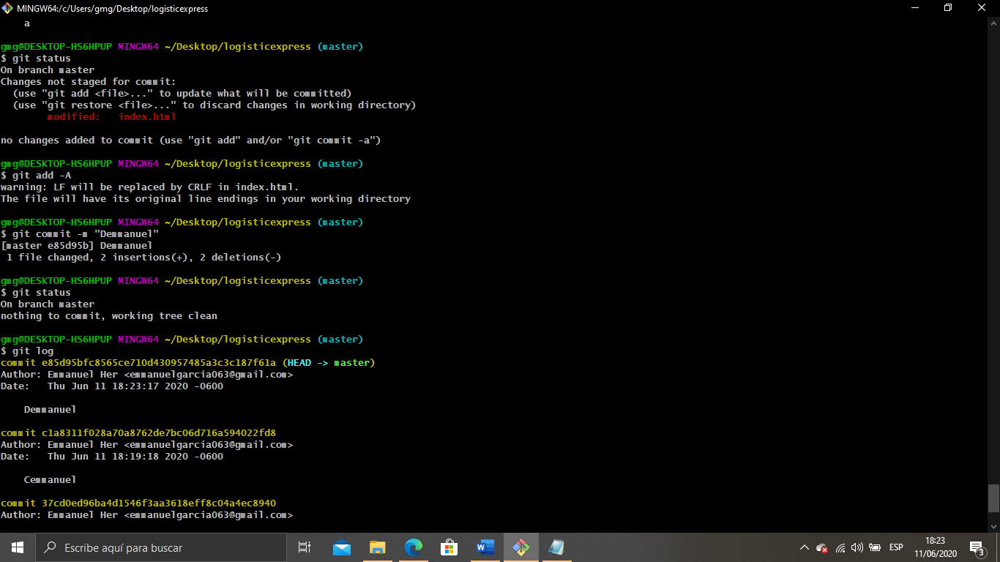 MINGW64:/c/Users/gmg/Desktop/logisticexpress
a
gmg@DESKTOP-HS6HPUP MINGW64 ~/Desktop/logisticexpress (master)
$ git status
On branch master
Changes not staged for commit:
  (use "git add <file>..." to update what will be committed)
  (use "git restore <file>..." to discard changes in working directory)
        modified:   index.html
no changes added to commit (use "git add" and/or "git commit -a")
gmg@DESKTOP-HS6HPUP MINGW64 ~/Desktop/logisticexpress (master)
$ git add -A
warning: LF will be replaced by CRLF in index.html.
The file will have its original line endings in your working directory
gmg@DESKTOP-HS6HPUP MINGW64 ~/Desktop/logisticexpress (master)
$ git commit -m "Demmanuel"
[master e85d95b] Demmanuel
 1 file changed, 2 insertions(+), 2 deletions(-)
gmg@DESKTOP-HS6HPUP MINGW64 ~/Desktop/logisticexpress (master)
$ git status
On branch master
nothing to commit, working tree clean
gmg@DESKTOP-HS6HPUP MINGW64 ~/Desktop/logisticexpress (master)
$ git log
commit e85d95bfc8565ce710d430957485a3c3c187f61a (HEAD -> master)
Author: Emmanuel Her <emmanuelgarcia063@gmail.com>
Date:   Thu Jun 11 18:23:17 2020 -0600
    Demmanuel
commit c1a8311f028a70a8762de7bc06d716a594022fd8
Author: Emmanuel Her <emmanuelgarcia063@gmail.com>
Date:   Thu Jun 11 18:19:18 2020 -0600
    Cemmanuel
commit 37cd0ed96ba4d1546f3aa3618eff8c04a4ec8940
Author: Emmanuel Her <emmanuelgarcia063@gmail.com>
Escribe aquí para buscar
ESP
18:23
11/06/2020
3